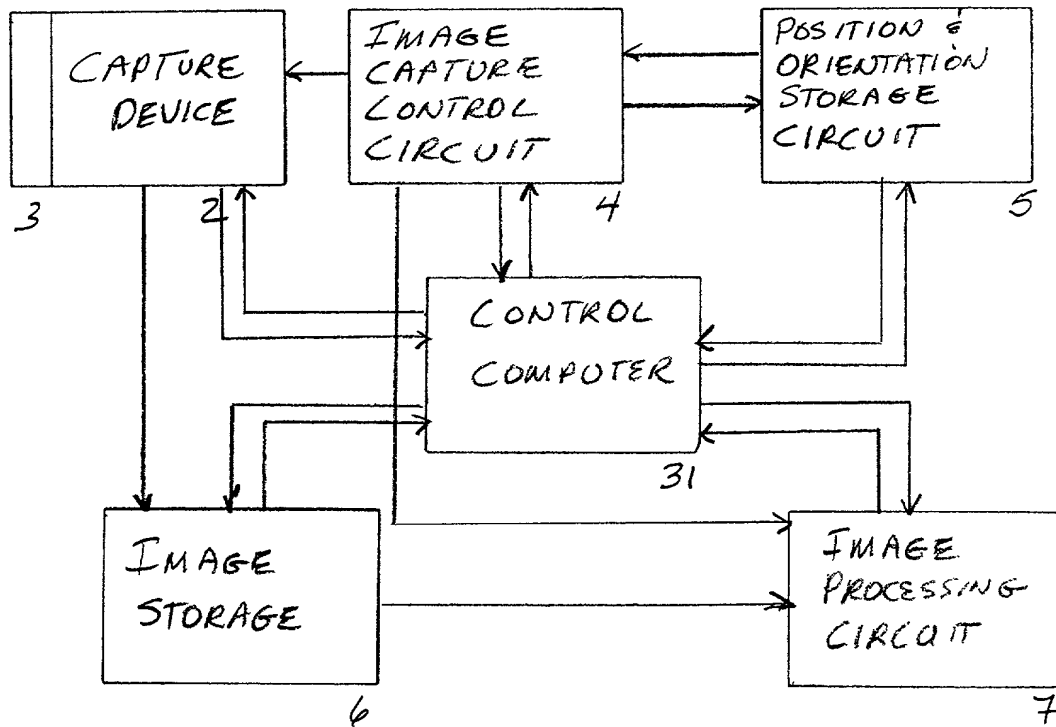 CAPTURE
DEVICE
3
2
IMAGE
CAPTURE
CONTROL
CIRCUIT
4
POSITION &
ORIENTATION
STORAGE
CIRCUIT
5
CONTROL
COMPUTER
31
IMAGE
STORAGE
6
IMAGE
PROCESSING
CIRCUIT
7